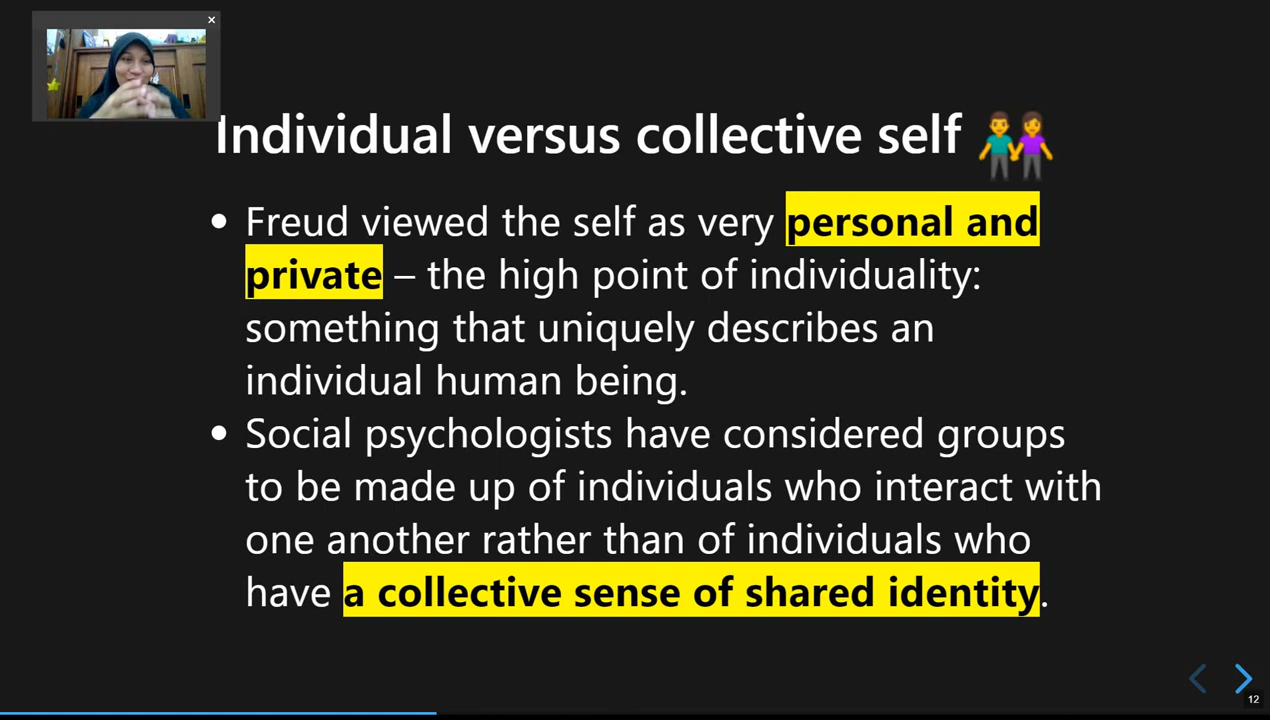 Individual versus collective self
• Freud viewed the self as very personal and
private – the high point of individuality:
something that uniquely describes an
individual human being.
• Social psychologists have considered groups
to be made up of individuals who interact with
one another rather than of individuals who
have a collective sense of shared identity.
12